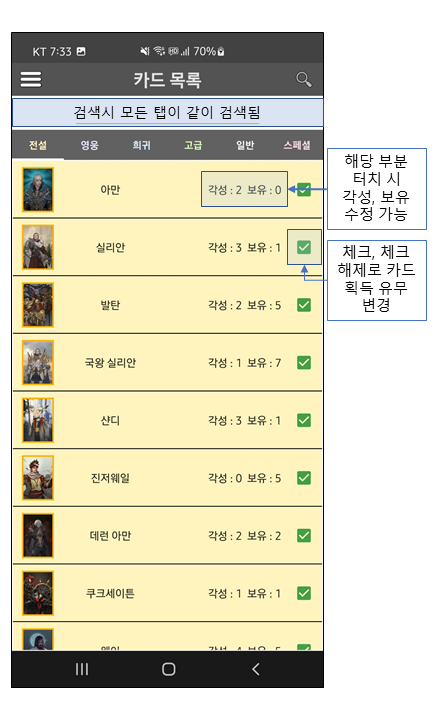 KT 7:33 70%
카드 목록
검색시 모든 탭이 같이 검색됨
전설 영웅 희귀 고급 일반 스페셜
아만 각성 : 2 보유 : 0
실리안 각성 : 3 보유 : 1
발탄 각성 : 2 보유 : 5
국왕 실리안 각성 : 1 보유 : 7
샨디 각성 : 3 보유 : 1
진저웨일 각성 : 0 보유 : 5
데런 아만 각성 : 2 보유 : 2
쿠크세이튼 각성 : 1 보유 : 1
해당 부분
터치 시
각성, 보유
수정 가능
체크, 체크
해제로 카드
획득 유무
변경